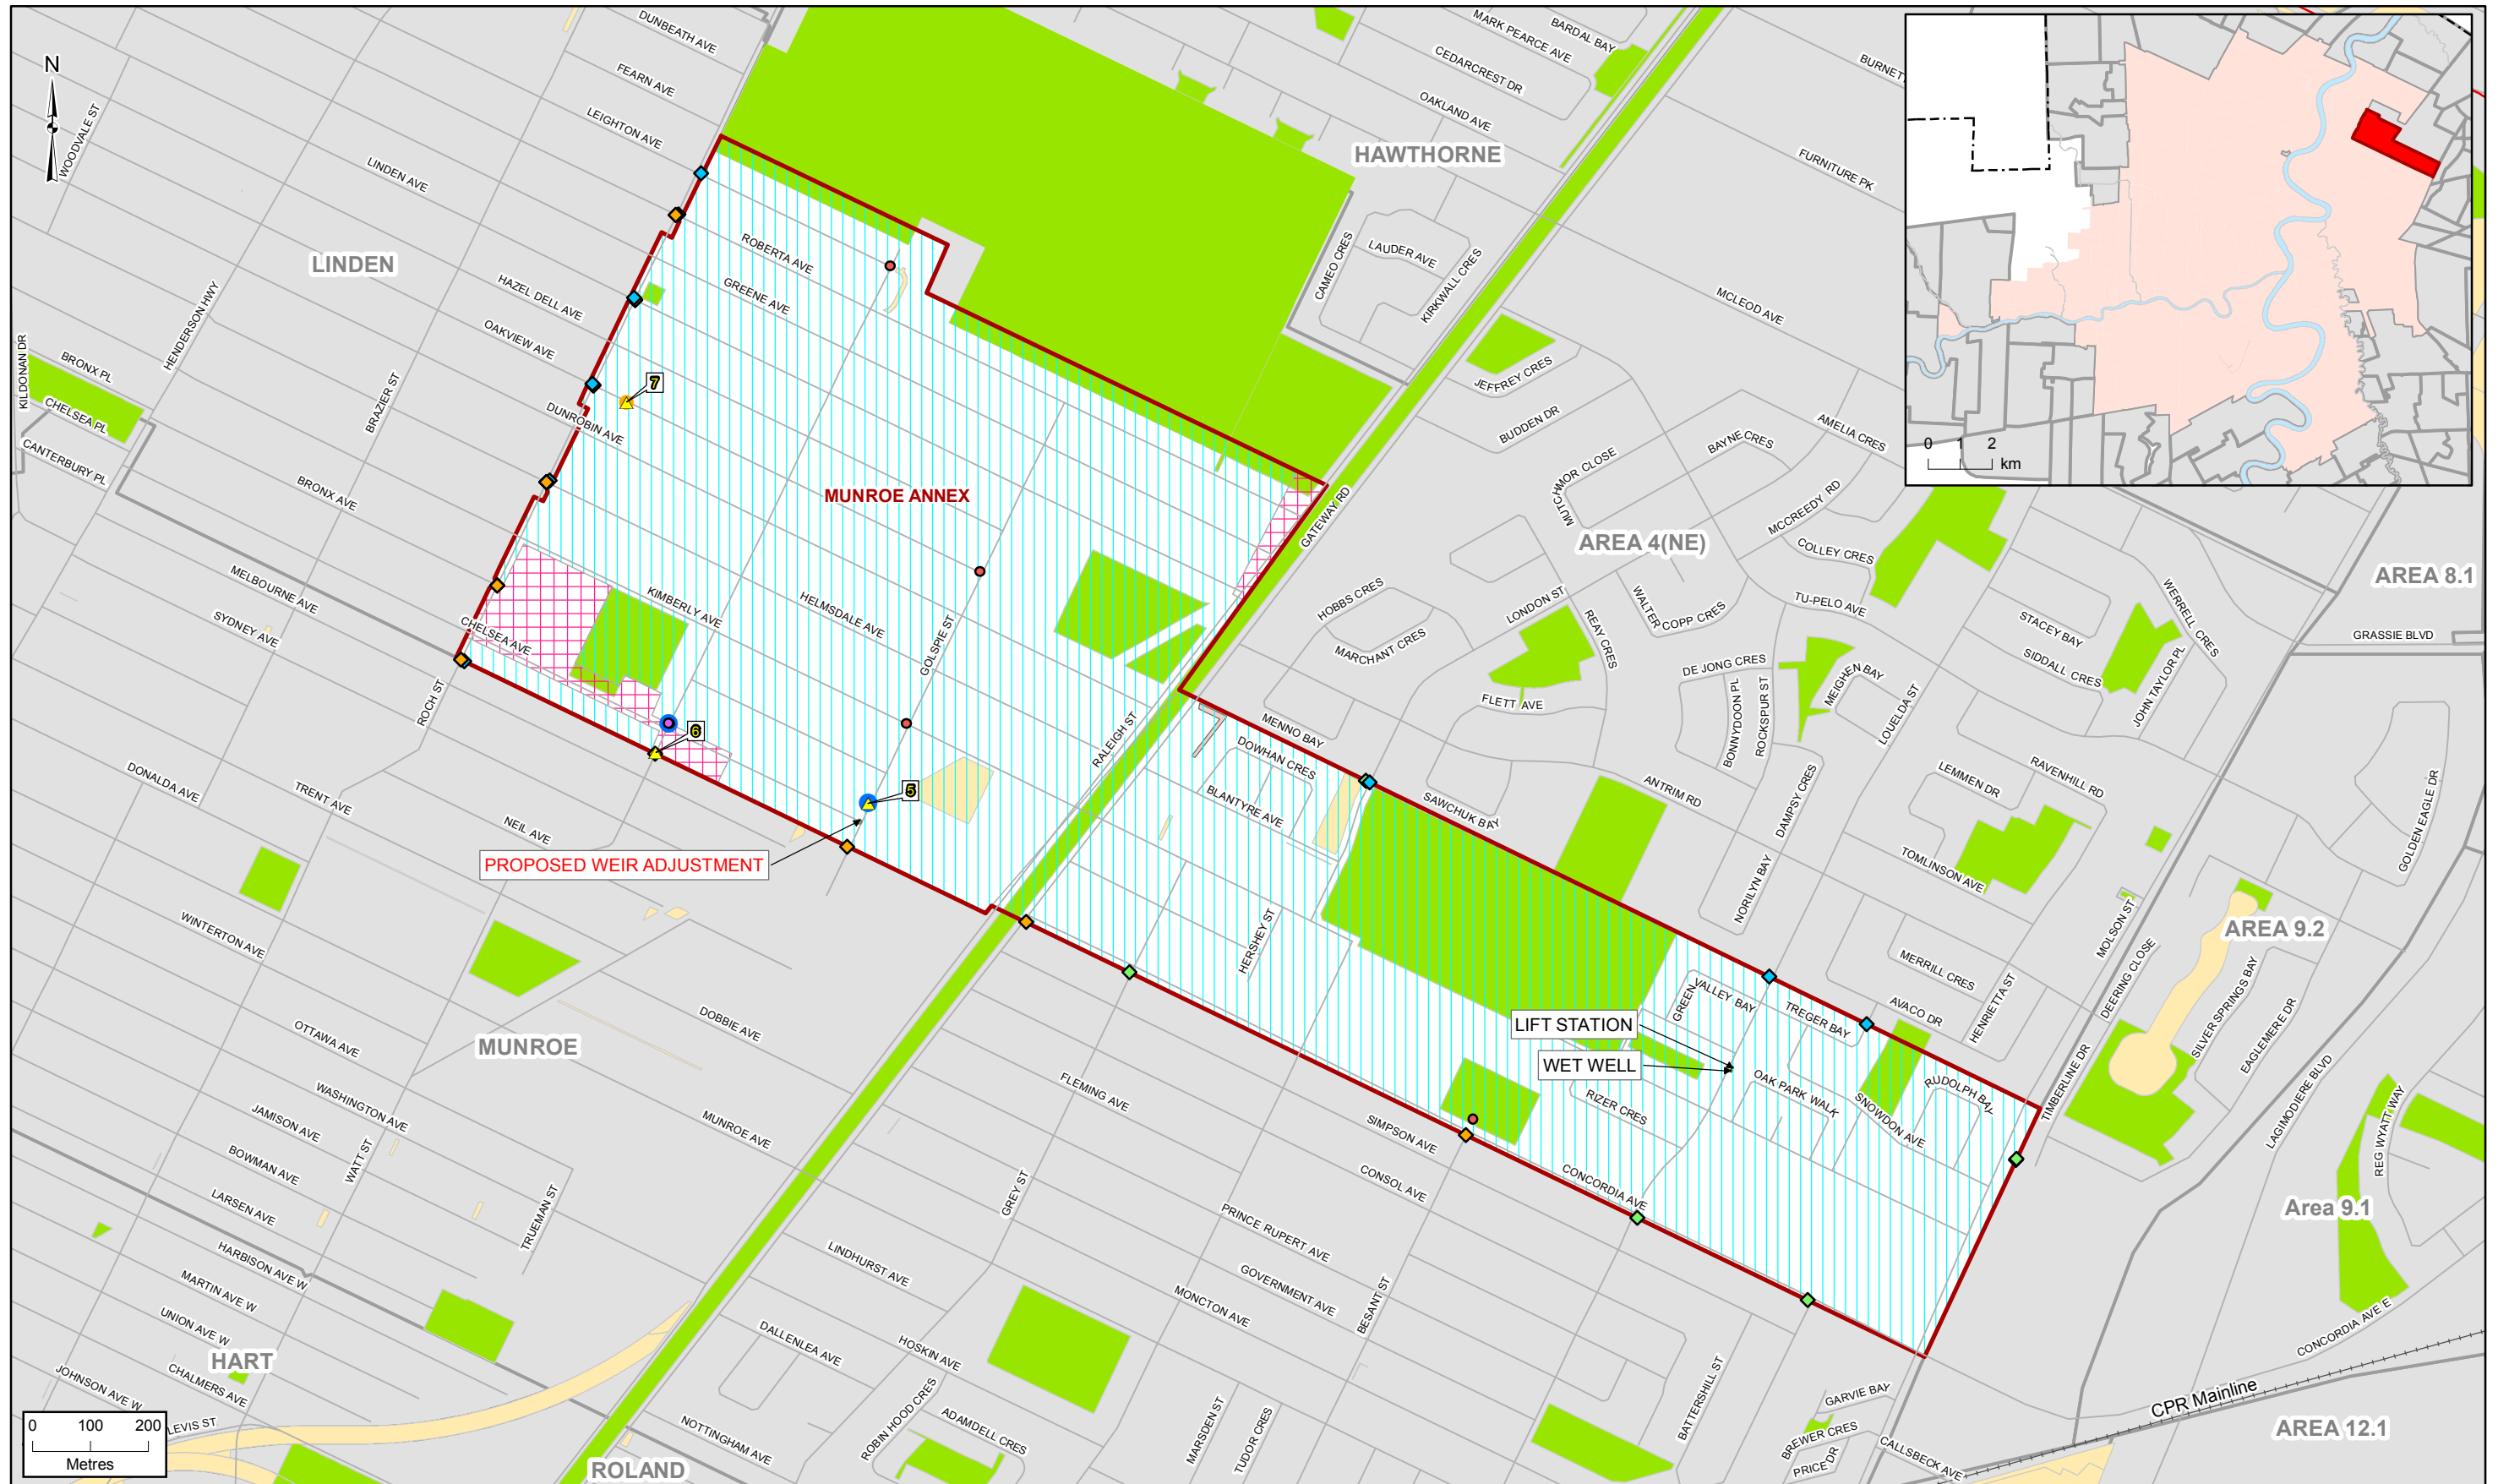 DUNBEATH AVE
FEARN AVE
LEIGHTON AVE
LINDEN AVE
WOODVALE ST
N
MARK PEARCE AVE
BARDAL BAY
CEDARCREST DR
OAKLAND AVE
HAWTHORNE
FURNITURE PK
0 1 2
km
LINDEN
HENDERSON HWY
HAZEL DELL AVE
OAKVIEW AVE
ROBERTA AVE
GREENE AVE
CAMEO CRES
LAUDER AVE
KIRKWALL CRES
MCLEOD AVE
KILDONAN DR
BRONX PL
CHELSEA PL
CANTERBURY PL
BRAZIER ST
DUNROBIN AVE
7
BRONX AVE
MUNROE ANNEX
GATEWAY RD
JEFFREY CRES
BUDDEN DR
MUTCHMOR CLOSE
BAYNE CRES
AMELIA CRES
MCCREEDY RD
COLLEY CRES
AREA 4(NE)
AREA 8.1
MELBOURNE AVE
SYDNEY AVE
CHELSEA AVE
KIMBERLY AVE
HELMSDALE AVE
GOLSPIE ST
HOBBS CRES
MARCHANT CRES
LONDON ST
REAY CRES
WALTER
COPP CRES
TU-PELO AVE
WERRELL CRES
STACEY BAY
SIDDALL CRES
JOHN TAYLOR PL
GRASSIE BLVD
ROCH ST
6
5
RALEIGH ST
MENNO BAY
DOWHAN CRES
BLANTYRE AVE
FLETT AVE
DE JONG CRES
BONNYDOON PL
ROCKSPUR ST
MEIGHEN BAY
LOUELDA ST
DONALDA AVE
TRENT AVE
NEIL AVE
PROPOSED WEIR ADJUSTMENT
SAWCHUK BAY
ANTRIM RD
DAMPSY CRES
NORILYN BAY
LEMMEN DR
RAVENHILL RD
TOMLINSON AVE
GOLDEN EAGLE DR
WINTERTON AVE
HERSHEY ST
MERRILL CRES
MOLSON ST
DEERING CLOSE
AREA 9.2
GREEN
VALLEY BAY
TREGER BAY
AVACO DR
HENRIETTA ST
SILVER SPRINGS BAY
EAGLEMERE DR
LIFT STATION
WET WELL
OTTAWA AVE
MUNROE
DOBBIE AVE
FLEMING AVE
RIZER CRES
OAK PARK WALK
SNOWDON AVE
RUDOLPH BAY
TIMBERLINE DR
LAGIMODIERE BLVD
REG WYATT WAY
WASHINGTON AVE
JAMISON AVE
BOWMAN AVE
LARSEN AVE
WATT ST
TRUEMAN ST
MUNROE AVE
GREY ST
SIMPSON AVE
CONSOL AVE
CONCORDIA AVE
Area 9.1
HARBISON AVE W
MARTIN AVE W
UNION AVE W
LINDHURST AVE
PRINCE RUPERT AVE
GOVERNMENT AVE
MONCTON AVE
BESANT ST
CONCORDIA AVE E
HART
CHALMERS AVE
JOHNSON AVE W
LEVIS ST
DALLENLEA AVE
HOSKIN AVE
ROBIN HOOD CRES
ADAMDELL CRES
NOTTINGHAM AVE
MARSDEN ST
TUDOR CRES
BATTERSHILL ST
GARVIE BAY
BREWER CRES
PRICE DR
CALLSBECK AVE
CPR Mainline
AREA 12.1
ROLAND
0 100 200
Metres